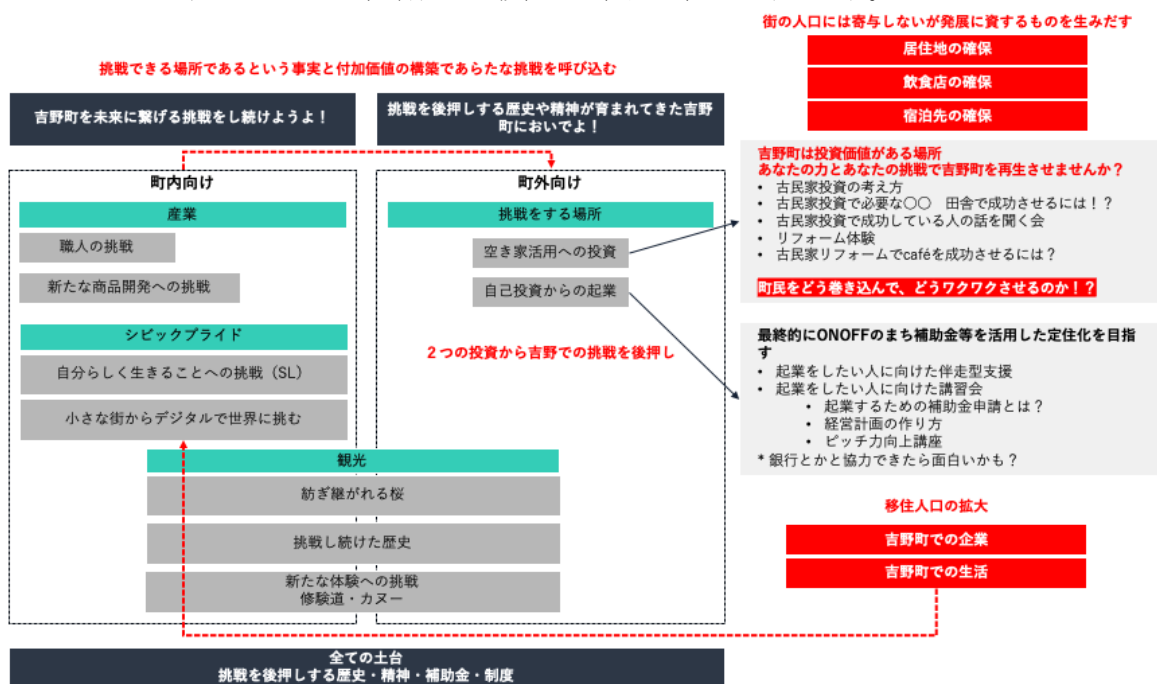 街の人口には寄与しないが発展に資するものを生みだす
居住地の確保
飲食店の確保
宿泊先の確保
挑戦できる場所であるという事実と付加価値の構築であらたな挑戦を呼び込む
吉野町を未来に繋げる挑戦をし続けようよ！
挑戦を後押しする歴史や精神が育まれてきた吉野
町においでよ！
町内向け
産業
職人の挑戦
新たな商品開発への挑戦
シビックプライド
自分らしく生きることへの挑戦（SL）
小さな街からデジタルで世界に挑む
町外向け
挑戦をする場所
空き家活用への投資
自己投資からの起業
２つの投資から吉野での挑戦を後押し
観光
紡ぎ継がれる桜
挑戦し続けた歴史
新たな体験への挑戦
修験道・カヌー
吉野町は投資価値がある場所
あなたの力とあなたの挑戦で吉野町を再生させませんか？
• 古民家投資の考え方
• 古民家投資で必要な〇〇　田舎で成功させるには！？
• 古民家投資で成功している人の話を聞く会
• リフォーム体験
• 古民家リフォームでcaféを成功させるには？
町民をどう巻き込んで、どうワクワクさせるのか！？
最終的にONOFFのまち補助金等を活用した定住化を目指
す
• 起業をしたい人に向けた伴走型支援
• 起業をしたい人に向けた講習会
• 起業するための補助金申請とは？
• 経営計画の作り方
• ピッチ力向上講座
* 銀行とかと協力できたら面白いかも？
移住人口の拡大
吉野町での企業
吉野町での生活
全ての土台
挑戦を後押しする歴史・精神・補助金・制度